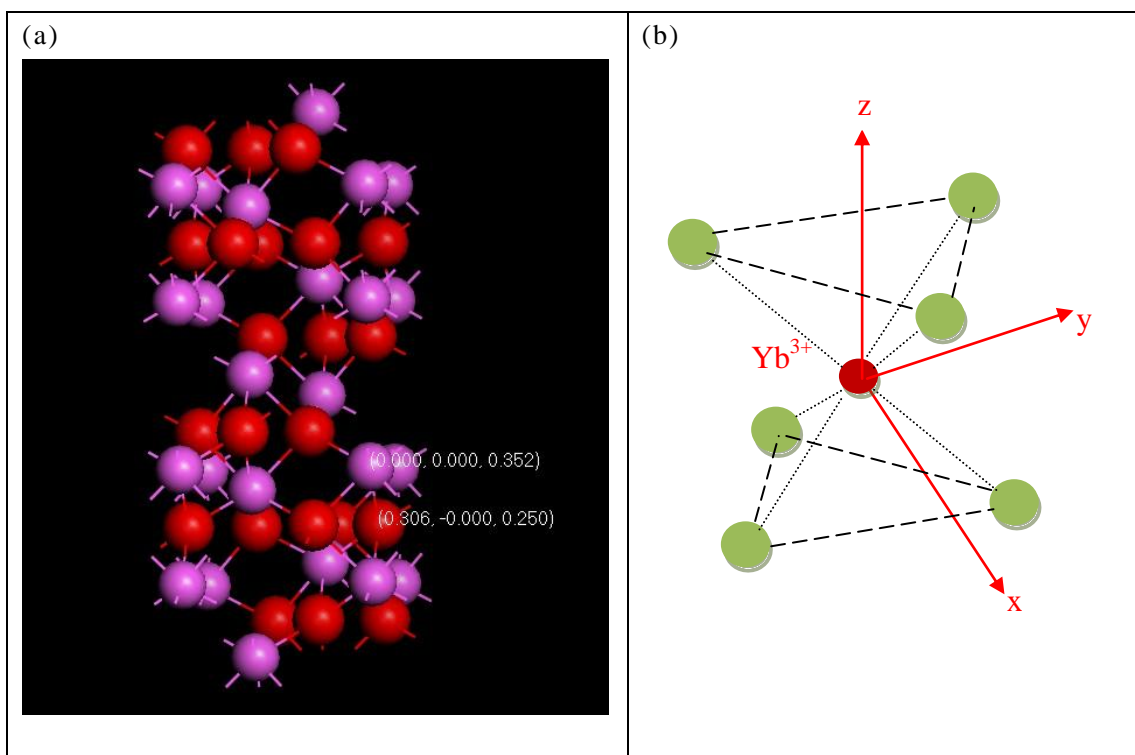 (a)
(0.000, 0.000, 0.352)
(0.306, -0.000, 0.250)
(b)
z
y
Yb³⁺
x